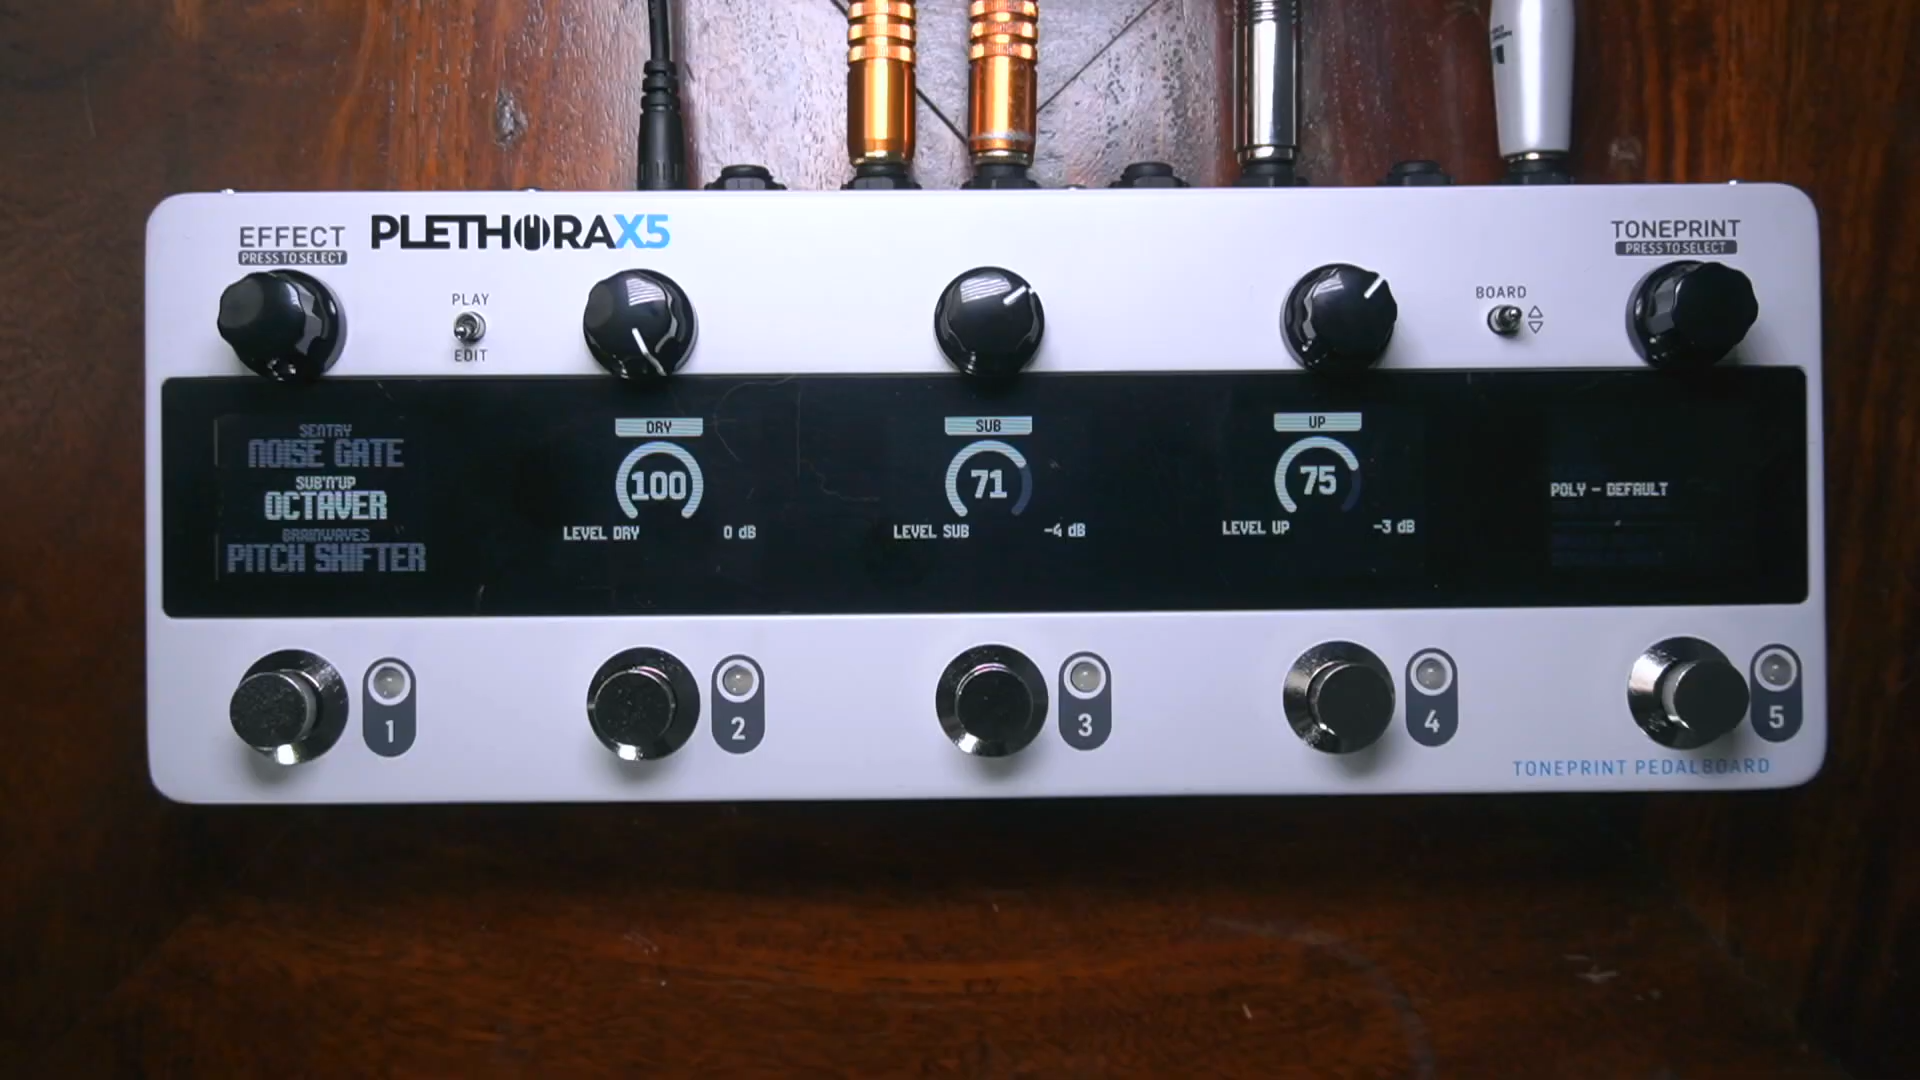 EFFECT
PRESS TO SELECT
PLETHORAX5
TONEPRINT
PRESS TO SELECT
PLAY
EDIT
BOARD
SENTRY
NOISE GATE
SUB'N'UP
OCTAVER
BRAINWAVES
PITCH SHIFTER
DRY
100
LEVEL DRY 0 dB
SUB
71
LEVEL SUB -4 dB
UP
75
LEVEL UP -3 dB
POLY - DEFAULT
1
2
3
4
5
TONEPRINT PEDALBOARD